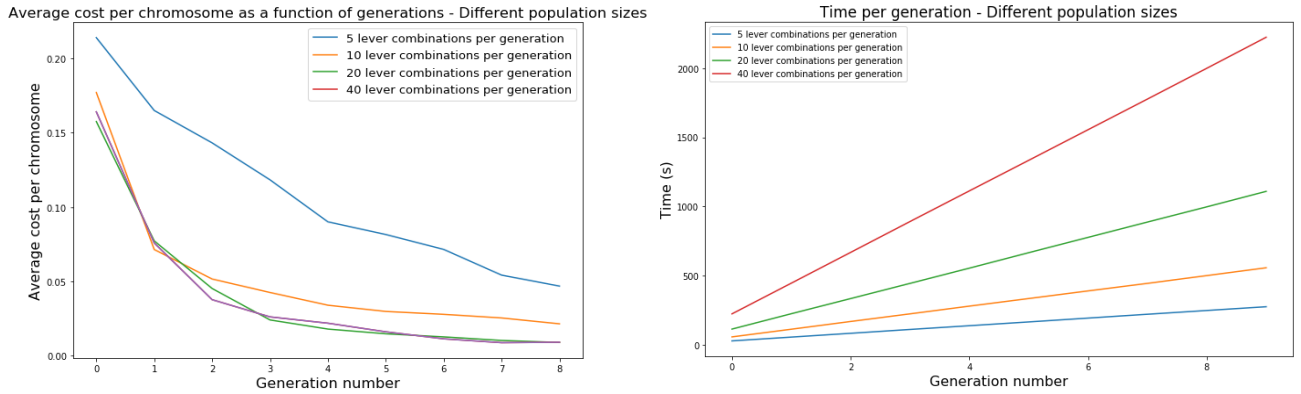 Average cost per chromosome as a function of generations - Different population sizes
5 lever combinations per generation
10 lever combinations per generation
20 lever combinations per generation
40 lever combinations per generation
Average cost per chromosome
0.20
0.15
0.10
0.05
0.00
0 1 2 3 4 5 6 7 8
Generation number
Time per generation - Different population sizes
5 lever combinations per generation
10 lever combinations per generation
20 lever combinations per generation
40 lever combinations per generation
Time (s)
2000
1500
1000
500
0
0 2 4 6 8
Generation number